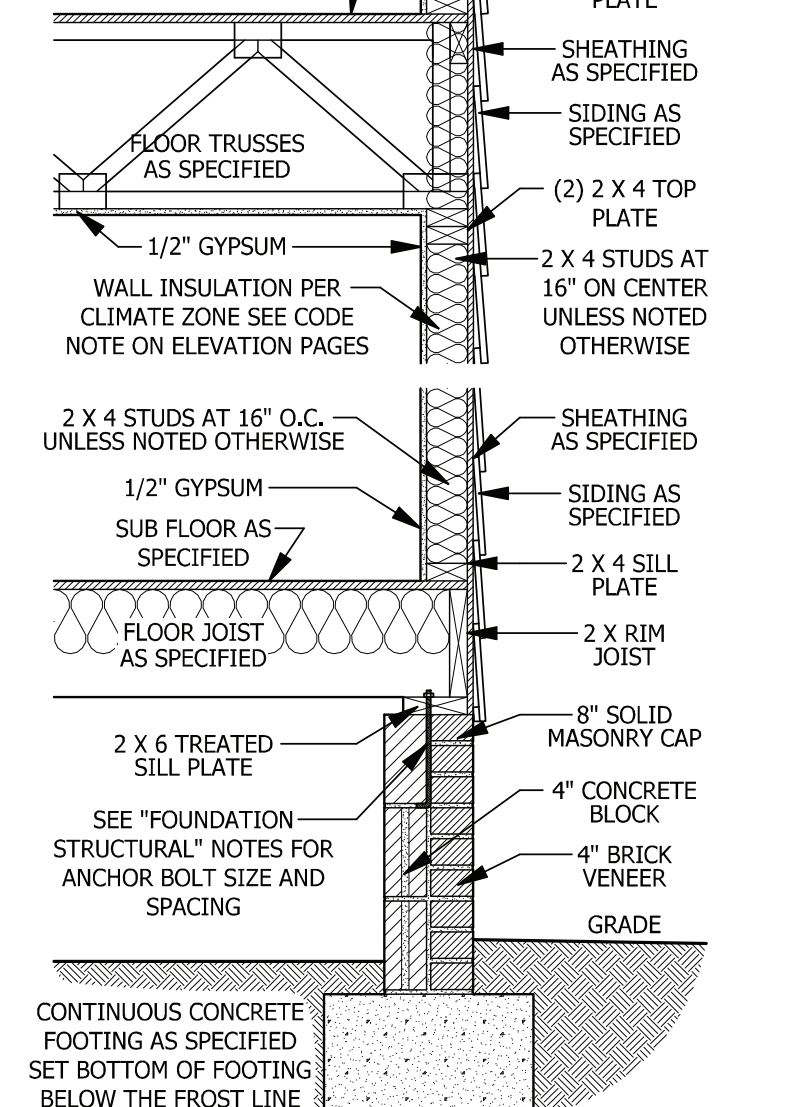 PLATE
SHEATHING
AS SPECIFIED
SIDING AS
SPECIFIED
FLOOR TRUSSES
AS SPECIFIED
(2) 2 X 4 TOP
PLATE
1/2" GYPSUM
2 X 4 STUDS AT
16" ON CENTER
UNLESS NOTED
OTHERWISE
WALL INSULATION PER
CLIMATE ZONE SEE CODE
NOTE ON ELEVATION PAGES
2 X 4 STUDS AT 16" O.C.
UNLESS NOTED OTHERWISE
SHEATHING
AS SPECIFIED
1/2" GYPSUM
SIDING AS
SPECIFIED
SUB FLOOR AS
SPECIFIED
2 X 4 SILL
PLATE
FLOOR JOIST
AS SPECIFIED
2 X RIM
JOIST
2 X 6 TREATED
SILL PLATE
8" SOLID
MASONRY CAP
SEE "FOUNDATION
STRUCTURAL" NOTES FOR
ANCHOR BOLT SIZE AND
SPACING
4" CONCRETE
BLOCK
4" BRICK
VENEER
GRADE
CONTINUOUS CONCRETE
FOOTING AS SPECIFIED
SET BOTTOM OF FOOTING
BELOW THE FROST LINE